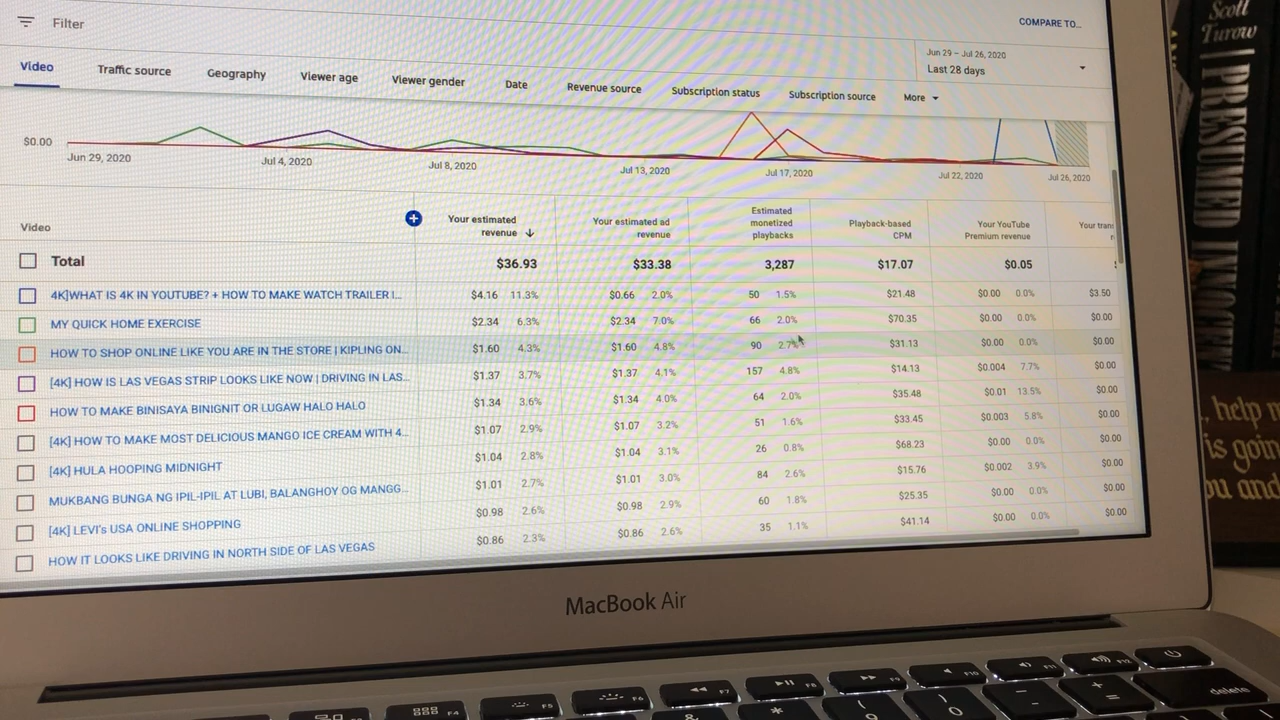 Filter
COMPARE TO...
Jun 29 – Jul 26, 2020
Last 28 days
Video Traffic source Geography Viewer age Viewer gender Date Revenue source Subscription status Subscription source More
$0.00
Jun 29, 2020 Jul 4, 2020 Jul 8, 2020 Jul 13, 2020 Jul 17, 2020 Jul 22, 2020 Jul 26, 2020
Video
Your estimated
revenue
Your estimated ad
revenue
Estimated
monetized
playbacks
Playback-based
CPM
Your YouTube
Premium revenue
Your tran
Total $36.93 $33.38 3,287 $17.07 $0.05
4K]WHAT IS 4K IN YOUTUBE? + HOW TO MAKE WATCH TRAILER I... $4.16 11.3% $0.66 2.0% 50 1.5% $21.48 $0.00 0.0% $3.50
MY QUICK HOME EXERCISE $2.34 6.3% $2.34 7.0% 66 2.0% $70.35 $0.00 0.0% $0.00
HOW TO SHOP ONLINE LIKE YOU ARE IN THE STORE | KIPLING ON... $1.60 4.3% $1.60 4.8% 90 2.7% $31.13 $0.00 0.0% $0.00
[4K] HOW IS LAS VEGAS STRIP LOOKS LIKE NOW | DRIVING IN LAS... $1.37 3.7% $1.37 4.1% 157 4.8% $14.13 $0.004 7.7% $0.00
HOW TO MAKE BINISAYA BINIGNIT OR LUGAW HALO HALO $1.34 3.6% $1.34 4.0% 64 2.0% $35.48 $0.01 13.5% $0.00
[4K] HOW TO MAKE MOST DELICIOUS MANGO ICE CREAM WITH 4... $1.07 2.9% $1.07 3.2% 51 1.6% $33.45 $0.003 5.8% $0.00
[4K] HULA HOOPING MIDNIGHT $1.04 2.8% $1.04 3.1% 26 0.8% $68.23 $0.00 0.0% $0.00
MUKBANG BUNGA NG IPIL-IPIL AT LUBI, BALANGHOY OG MANGG... $1.01 2.7% $1.01 3.0% 84 2.6% $15.76 $0.002 3.9% $0.00
[4K] LEVI's USA ONLINE SHOPPING $0.98 2.6% $0.98 2.9% 60 1.8% $25.35 $0.00 0.0% $0.00
HOW IT LOOKS LIKE DRIVING IN NORTH SIDE OF LAS VEGAS $0.86 2.3% $0.86 2.6% 35 1.1% $41.14 $0.00 0.0% $0.00
MacBook Air
F4 F5 F6 F7 F8 F10 F11 F12
delete
Scott
Turow
PRESUMED INNOCEN
, help
is goin
ou and